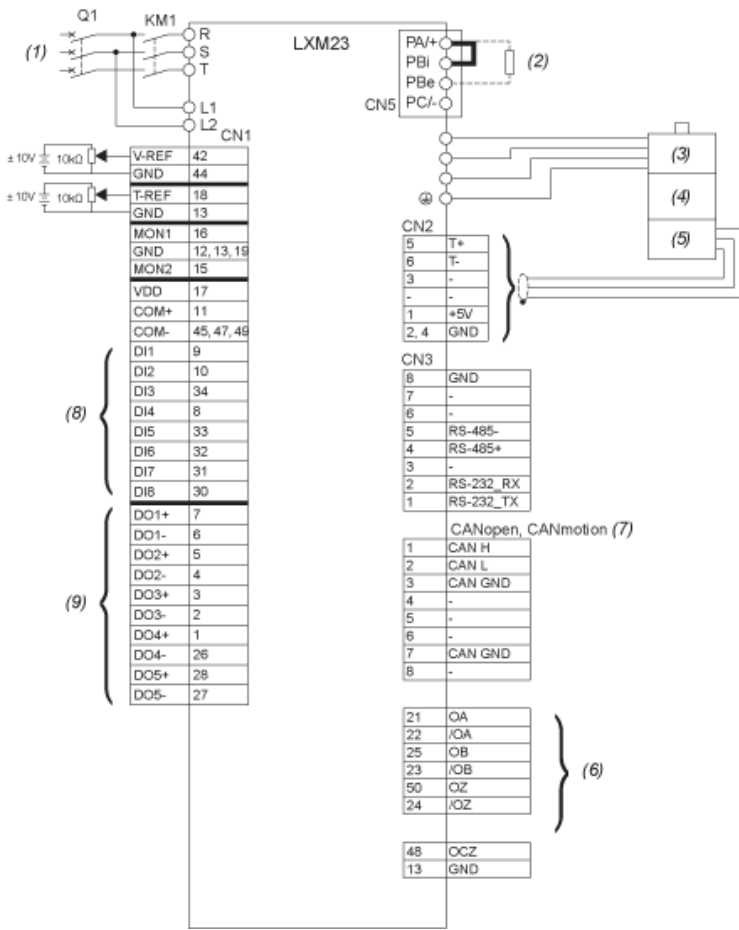 Q1
KM1
(1)
R
S
T
L1
L2
LXM23
PA/+
PBi
PBe
CN5 PC/-
(2)
(3)
(4)
(5)
CN1
± 10V 10kΩ
V-REF 42
GND 44
± 10V 10kΩ
T-REF 18
GND 13
MON1 16
GND 12, 13, 19
MON2 15
VDD 17
COM+ 11
COM- 45, 47, 49
(8)
DI1 9
DI2 10
DI3 34
DI4 8
DI5 33
DI6 32
DI7 31
DI8 30
(9)
DO1+ 7
DO1- 6
DO2+ 5
DO2- 4
DO3+ 3
DO3- 2
DO4+ 1
DO4- 26
DO5+ 28
DO5- 27
CN2
5 T+
6 T-
3 -
- -
1 +5V
2, 4 GND
CN3
8 GND
7 -
6 -
5 RS-485-
4 RS-485+
3 -
2 RS-232_RX
1 RS-232_TX
CANopen, CANmotion (7)
1 CAN H
2 CAN L
3 CAN GND
4 -
5 -
6 -
7 CAN GND
8 -
21 OA
22 /OA
25 OB
23 /OB
50 OZ
24 /OZ
(6)
48 OCZ
13 GND